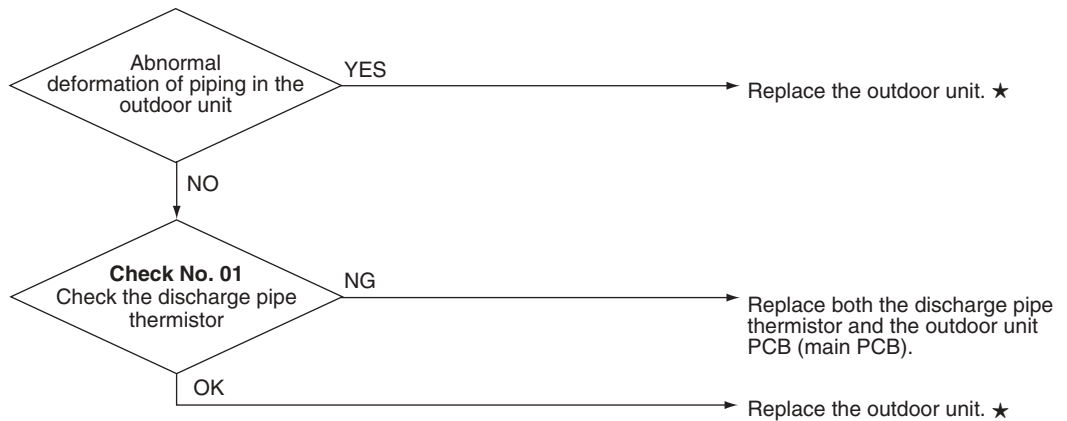 Abnormal
deformation of piping in the
outdoor unit
YES
Replace the outdoor unit. ★
NO
Check No. 01
Check the discharge pipe
thermistor
NG
Replace both the discharge pipe
thermistor and the outdoor unit
PCB (main PCB).
OK
Replace the outdoor unit. ★